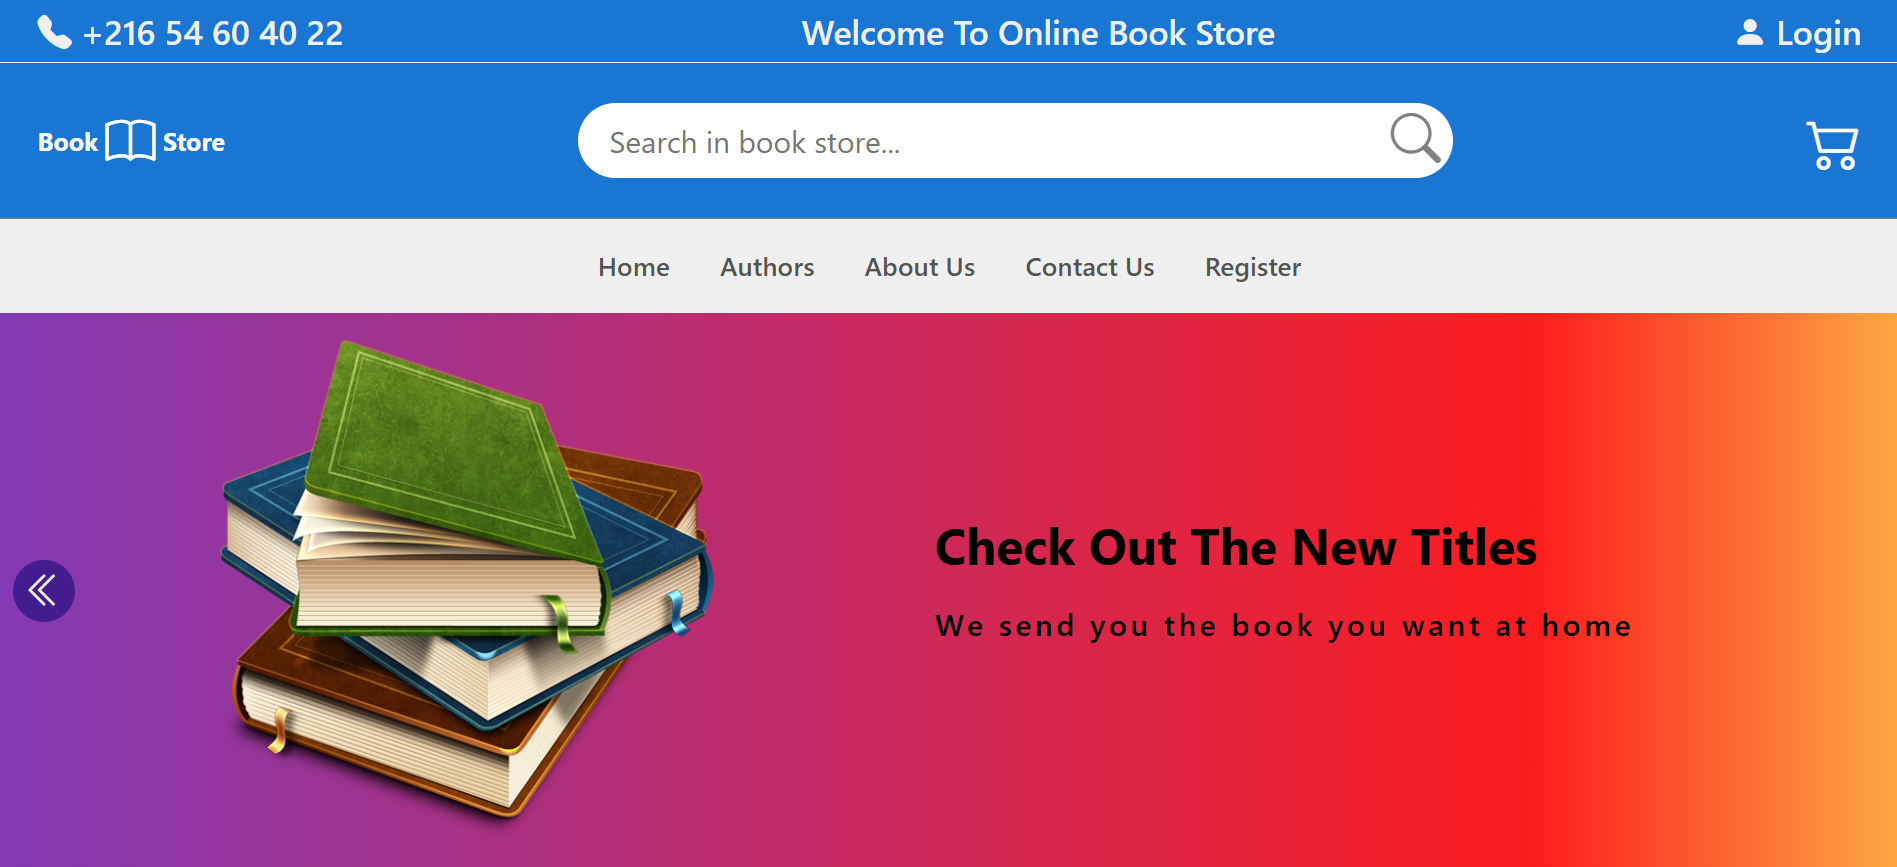 +216 54 60 40 22
Welcome To Online Book Store
Login
Book Store
Search in book store...
Home Authors About Us Contact Us Register
Check Out The New Titles
We send you the book you want at home